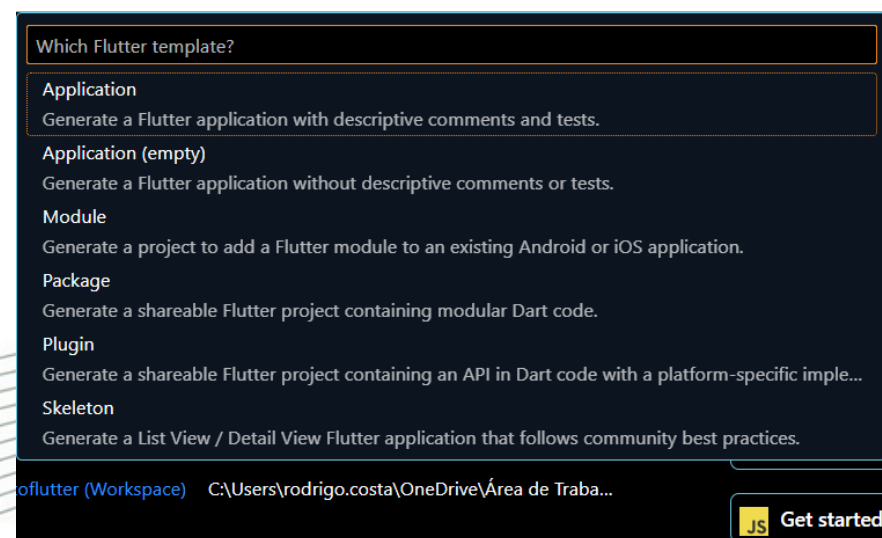 Which Flutter template?
Application
Generate a Flutter application with descriptive comments and tests.
Application (empty)
Generate a Flutter application without descriptive comments or tests.
Module
Generate a project to add a Flutter module to an existing Android or iOS application.
Package
Generate a shareable Flutter project containing modular Dart code.
Plugin
Generate a shareable Flutter project containing an API in Dart code with a platform-specific imple...
Skeleton
Generate a List View / Detail View Flutter application that follows community best practices.
oflutter (Workspace) C:\Users\rodrigo.costa\OneDrive\Área de Traba...
JS Get started